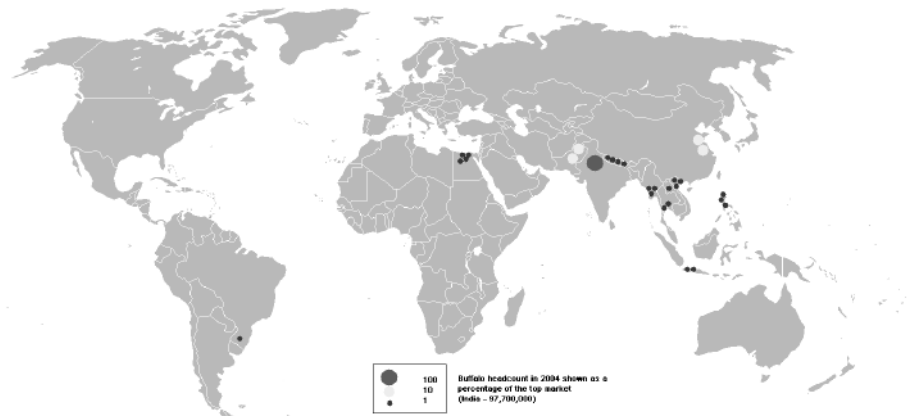 100
10
1
Buffalo headcount in 2004 shown as a
percentage of the top market
(India - 97,700,000)